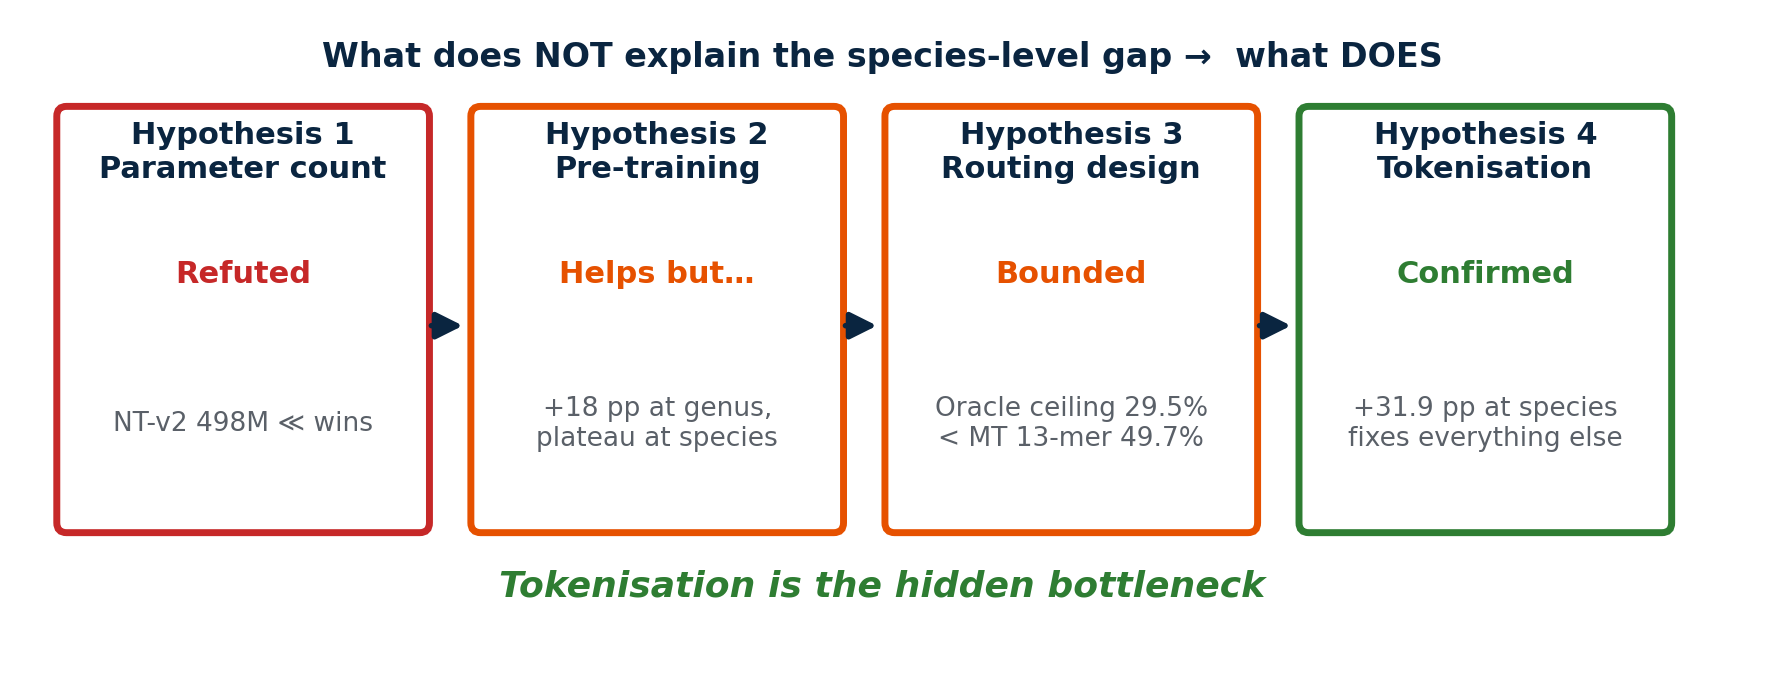 What does NOT explain the species-level gap → what DOES
Hypothesis 1
Parameter count
Refuted
NT-v2 498M ≪ wins
Hypothesis 2
Pre-training
Helps but…
+18 pp at genus,
plateau at species
Hypothesis 3
Routing design
Bounded
Oracle ceiling 29.5%
< MT 13-mer 49.7%
Hypothesis 4
Tokenisation
Confirmed
+31.9 pp at species
fixes everything else
Tokenisation is the hidden bottleneck